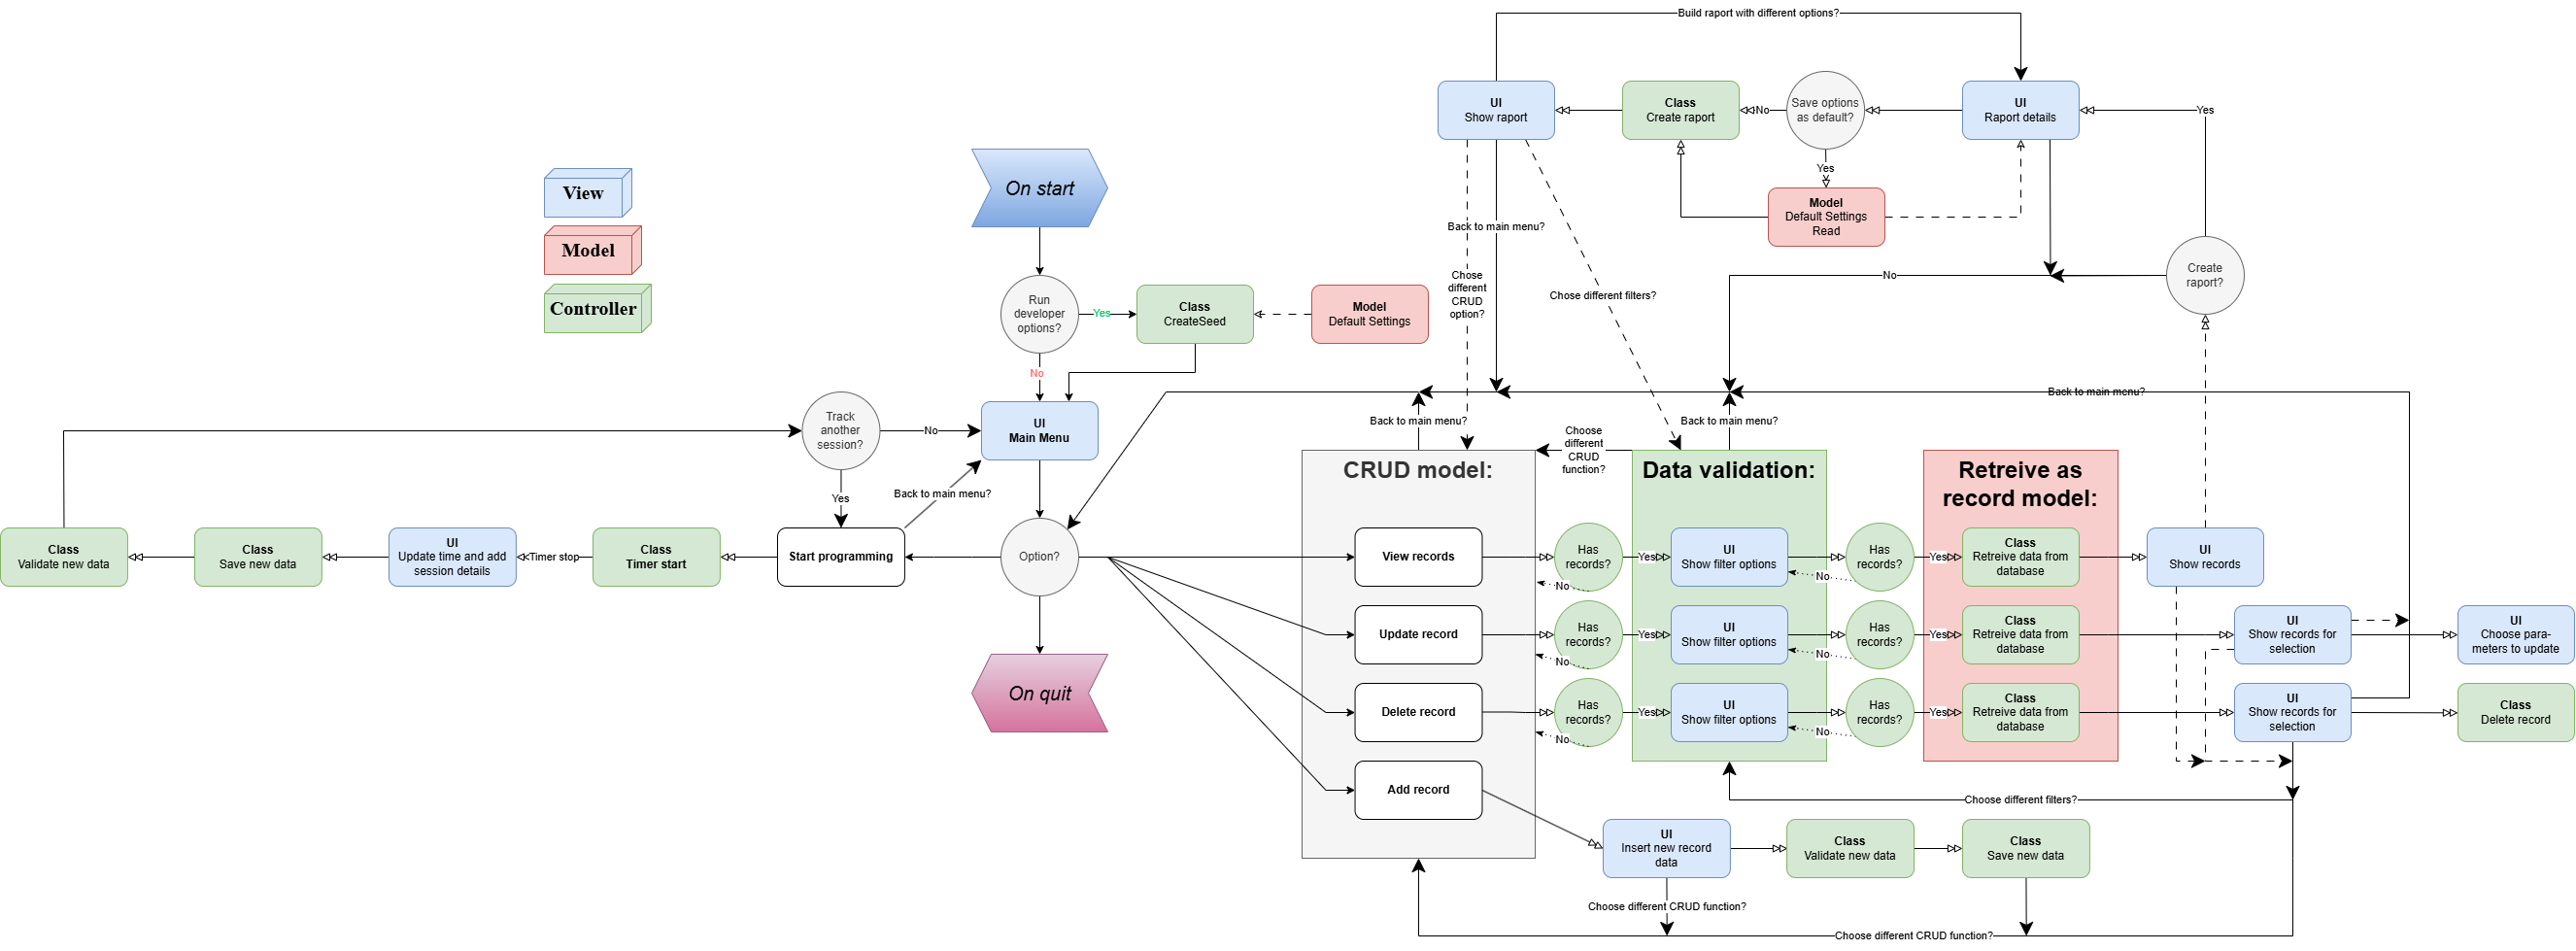 Build raport with different options?
UI
Show raport
Class
Create raport
No
Save options
as default?
UI
Raport details
Yes
Yes
Model
Default Settings
Read
On start
View
Model
Controller
Back to main menu?
Chose
different
CRUD
option?
Chose different filters?
No
Create
raport?
Run
developer
options?
Yes
Class
CreateSeed
Model
Default Settings
No
Back to main menu?
Track
another
session?
No
UI
Main Menu
Back to main menu?
Back to main menu?
Choose
different
CRUD
function?
Yes
Back to main menu?
CRUD model:
Data validation:
Retreive as
record model:
Class
Validate new data
Class
Save new data
UI
Update time and add
session details
Timer stop
Class
Timer start
Start programming
Option?
View records
Has
records?
Yes
UI
Show filter options
Has
records?
Yes
Class
Retreive data from
database
UI
Show records
No
No
Update record
Has
records?
Yes
UI
Show filter options
Has
records?
Yes
Class
Retreive data from
database
UI
Show records for
selection
UI
Choose para-
meters to update
No
No
On quit
Delete record
Has
records?
Yes
UI
Show filter options
Has
records?
Yes
Class
Retreive data from
database
UI
Show records for
selection
Class
Delete record
No
No
Add record
Choose different filters?
UI
Insert new record
data
Class
Validate new data
Class
Save new data
Choose different CRUD function?
Choose different CRUD function?